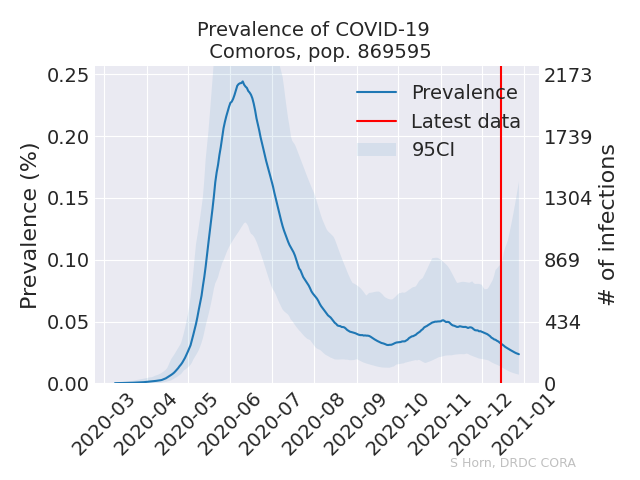 Prevalence of COVID-19
Comoros, pop. 869595
Prevalence (%)
0.25
0.20
0.15
0.10
0.05
0.00
Prevalence
Latest data
95CI
2173
1739
1304
869
434
0
# of infections
2020-03
2020-04
2020-05
2020-06
2020-07
2020-08
2020-09
2020-10
2020-11
2020-12
2021-01
S Horn, DRDC CORA